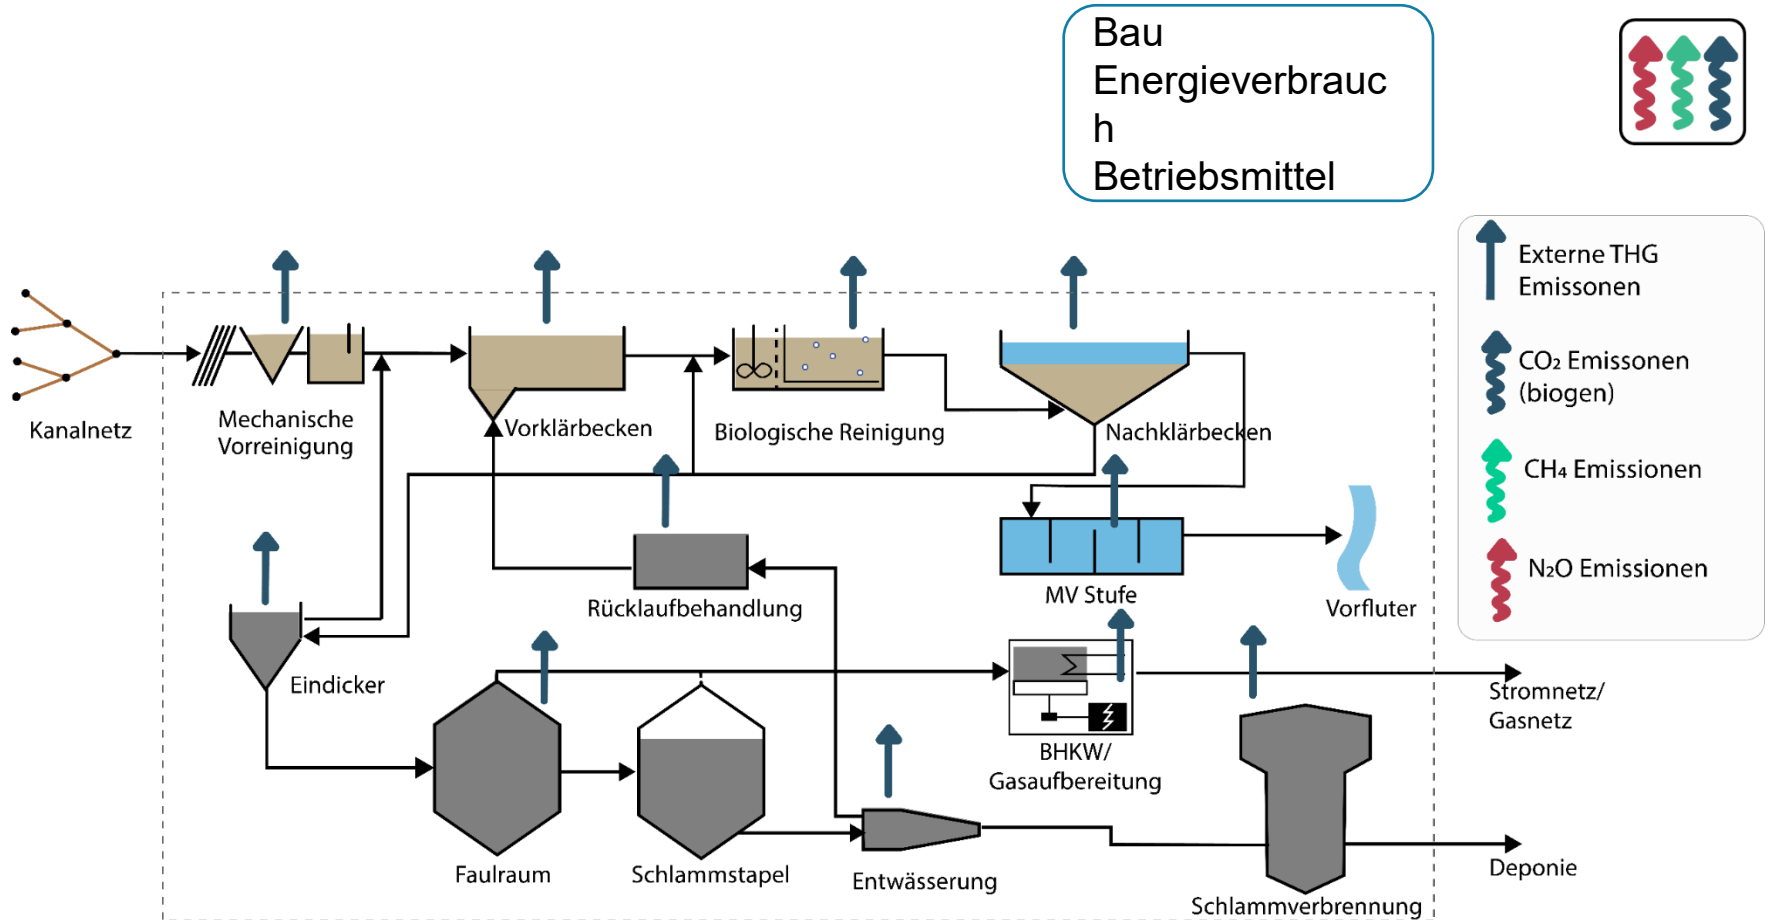 Bau
Energieverbrauc
h
Betriebsmittel
Externe THG
Emissonen
CO₂ Emissonen
(biogen)
CH₄ Emissionen
N₂O Emissionen
Kanalnetz
Mechanische
Vorreinigung
Vorklärbecken
Biologische Reinigung
Nachklärbecken
Rücklaufbehandlung
MV Stufe
Vorfluter
Eindicker
Stromnetz/
Gasnetz
BHKW/
Gasaufbereitung
Faulraum
Schlammstapel
Entwässerung
Deponie
Schlammverbrennung